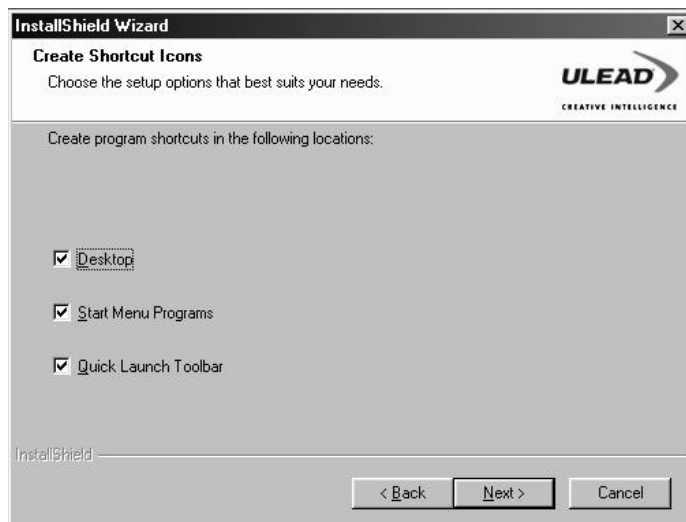 InstallShield Wizard
Create Shortcut Icons
Choose the setup options that best suits your needs.
ULEAD
CREATIVE INTELLIGENCE
Create program shortcuts in the following locations:
Desktop
Start Menu Programs
Quick Launch Toolbar
InstallShield
< Back Next > Cancel